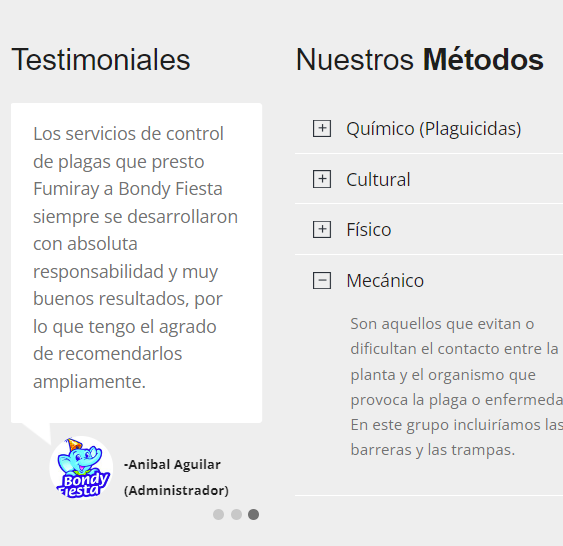 Testimoniales
Los servicios de control
de plagas que presto
Fumiray a Bondy Fiesta
siempre se desarrollaron
con absoluta
responsabilidad y muy
buenos resultados, por
lo que tengo el agrado
de recomendarlos
ampliamente.
Bondy
Fiesta
-Anibal Aguilar
(Administrador)
Nuestros Métodos
Químico (Plaguicidas)
Cultural
Físico
Mecánico
Son aquellos que evitan o
dificultan el contacto entre la
planta y el organismo que
provoca la plaga o enfermeda
En este grupo incluiríamos las
barreras y las trampas.